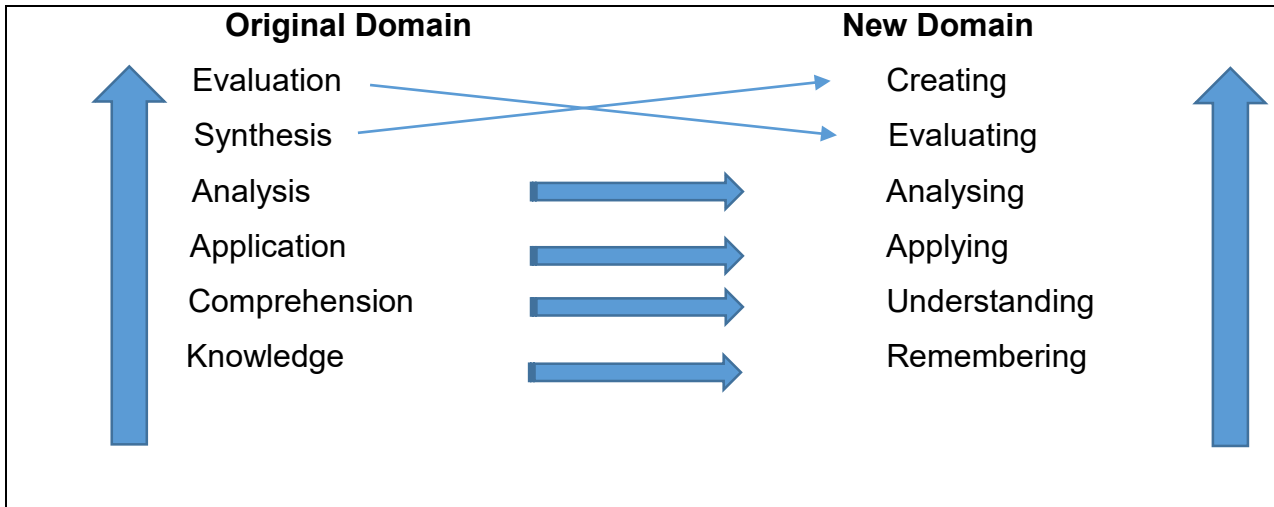 Original Domain New Domain
Evaluation Creating
Synthesis Evaluating
Analysis Analysing
Application Applying
Comprehension Understanding
Knowledge Remembering